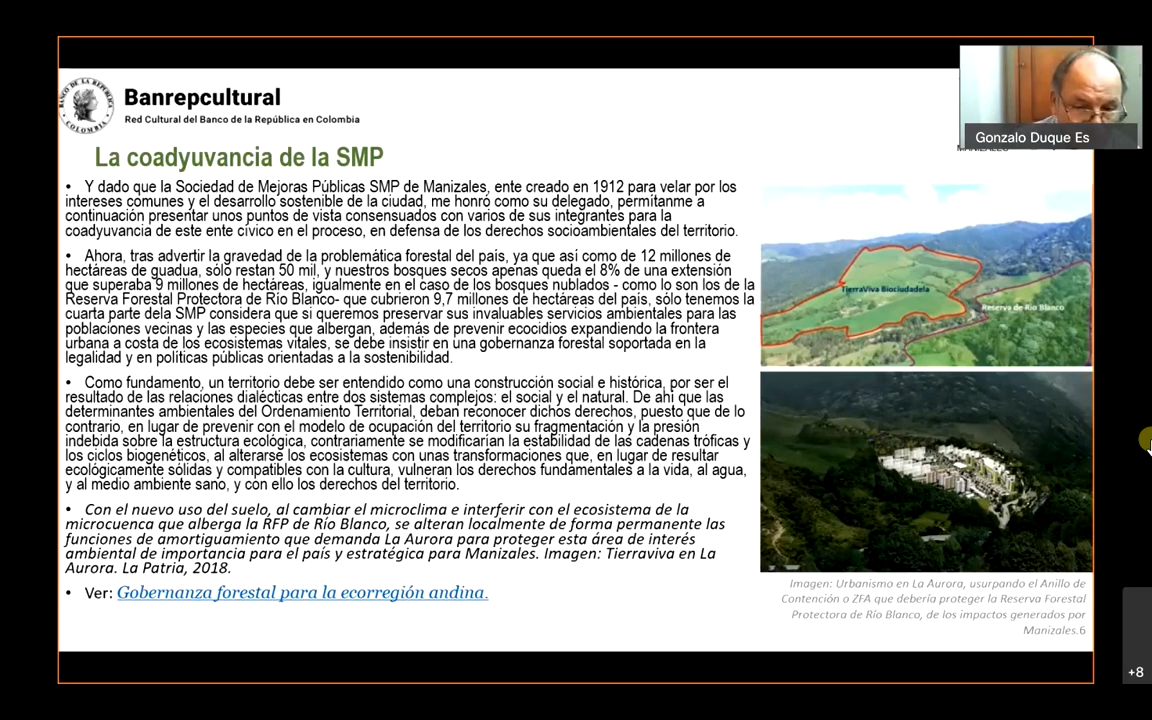 Banrepcultural
Red Cultural del Banco de la República en Colombia
BANCO DE LA REPUBLICA
COLOMBIA
Gonzalo Duque Es
La coadyuvancia de la SMP
• Y dado que la Sociedad de Mejoras Públicas SMP de Manizales, ente creado en 1912 para velar por los
intereses comunes y el desarrollo sostenible de la ciudad, me honró como su delegado, permítanme a
continuación presentar unos puntos de vista consensuados con varios de sus integrantes para la
coadyuvancia de este ente cívico en el proceso, en defensa de los derechos socioambientales del territorio.
• Ahora, tras advertir la gravedad de la problemática forestal del país, ya que así como de 12 millones de
hectáreas de guadua, sólo restan 50 mil, y nuestros bosques secos apenas queda el 8% de una extensión
que superaba 9 millones de hectáreas, igualmente en el caso de los bosques nublados - como lo son los de la
Reserva Forestal Protectora de Río Blanco- que cubrieron 9,7 millones de hectáreas del país, sólo tenemos la
cuarta parte dela SMP considera que si queremos preservar sus invaluables servicios ambientales para las
poblaciones vecinas y las especies que albergan, además de prevenir ecocidios expandiendo la frontera
urbana a costa de los ecosistemas vitales, se debe insistir en una gobernanza forestal soportada en la
legalidad y en políticas públicas orientadas a la sostenibilidad.
• Como fundamento, un territorio debe ser entendido como una construcción social e histórica, por ser el
resultado de las relaciones dialécticas entre dos sistemas complejos: el social y el natural. De ahí que las
determinantes ambientales del Ordenamiento Territorial, deban reconocer dichos derechos, puesto que de lo
contrario, en lugar de prevenir con el modelo de ocupación del territorio su fragmentación y la presión
indebida sobre la estructura ecológica, contrariamente se modificarían la estabilidad de las cadenas tróficas y
los ciclos biogenéticos, al alterarse los ecosistemas con unas transformaciones que, en lugar de resultar
ecológicamente sólidas y compatibles con la cultura, vulneran los derechos fundamentales a la vida, al agua,
y al medio ambiente sano, y con ello los derechos del territorio.
• Con el nuevo uso del suelo, al cambiar el microclima e interferir con el ecosistema de la
microcuenca que alberga la RFP de Río Blanco, se alteran localmente de forma permanente las
funciones de amortiguamiento que demanda La Aurora para proteger esta área de interés
ambiental de importancia para el país y estratégica para Manizales. Imagen: Tierraviva en La
Aurora. La Patria, 2018.
• Ver: Gobernanza forestal para la ecorregión andina.
TierraViva Biociudadela
Reserva de Río Blanco
Imagen: Urbanismo en La Aurora, usurpando el Anillo de
Contención o ZFA que debería proteger la Reserva Forestal
Protectora de Río Blanco, de los impactos generados por
Manizales.6
+8